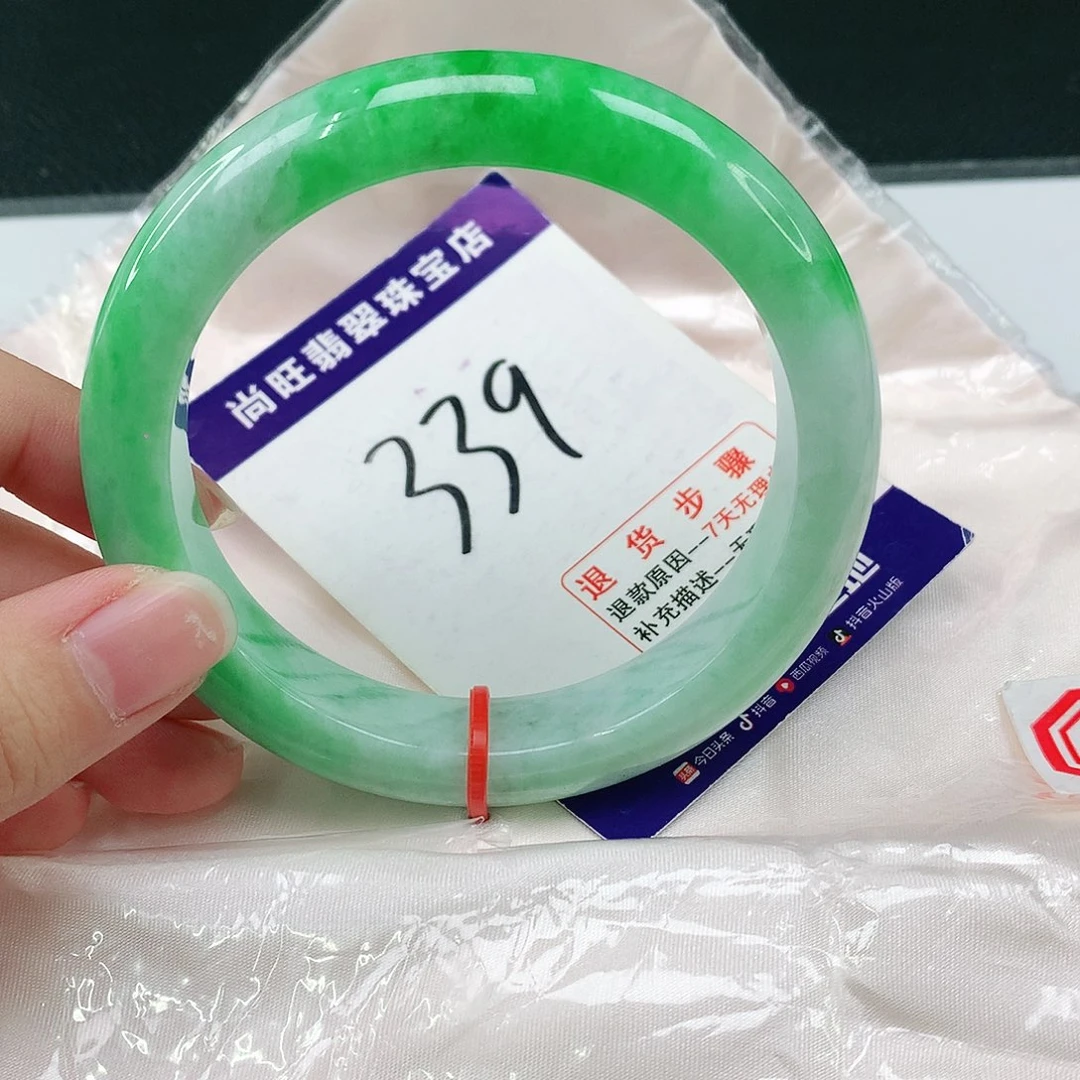 尚旺翡翠珠宝店
339
退货步骤
退款原因--7天无理
补充描述--无
今日头条 抖音 西瓜视频 抖音火山版